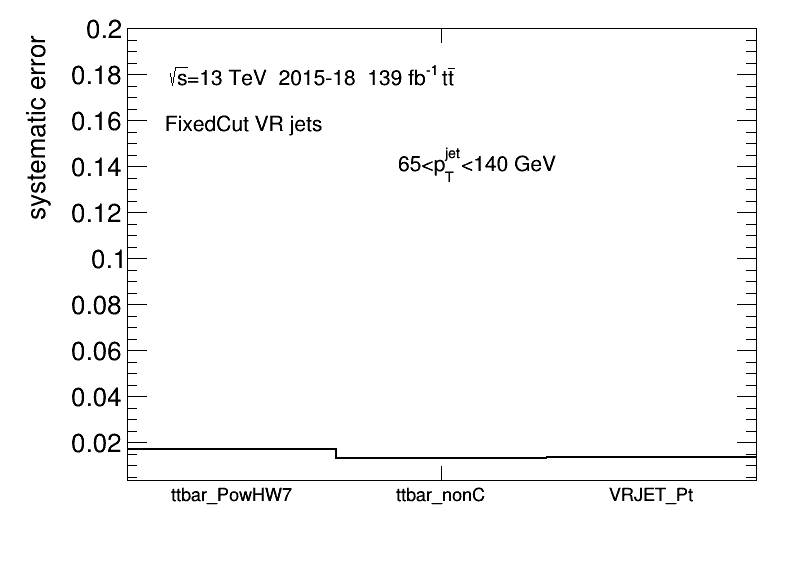 systematic error
0.2
0.18
0.16
0.14
0.12
0.1
0.08
0.06
0.04
0.02
√s=13 TeV 2015-18 139 fb⁻¹ tt̄
FixedCut VR jets
65<p_T^jet<140 GeV
ttbar_PowHW7 ttbar_nonC VRJET_Pt